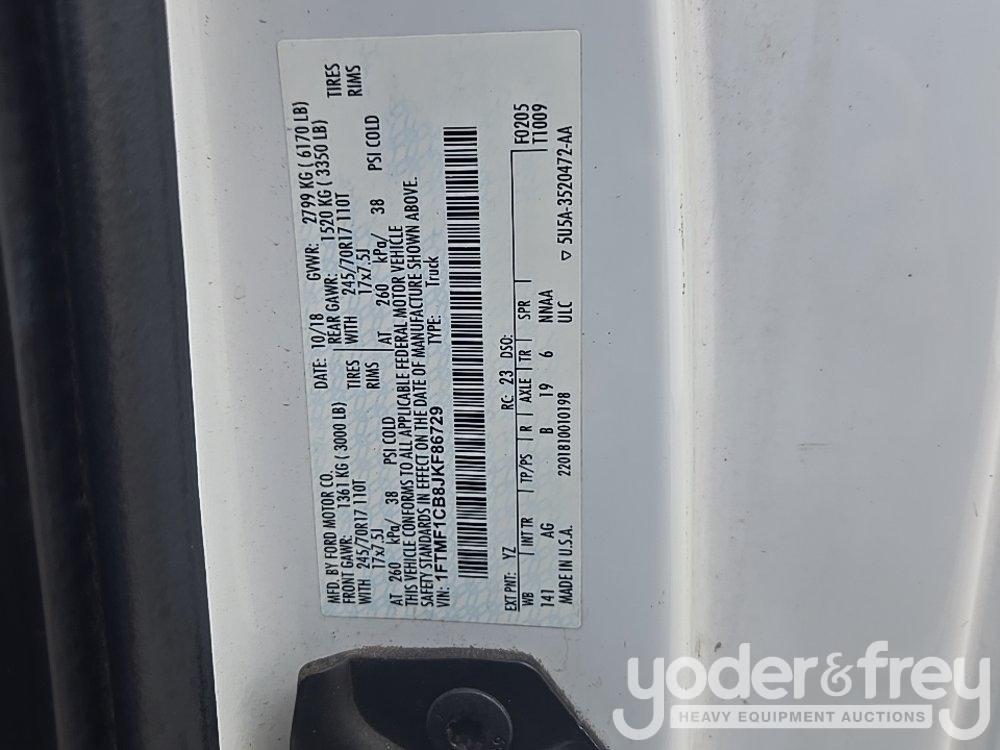 MFD. BY FORD MOTOR CO.
DATE: 10/18
GVWR: 2799 KG ( 6170 LB)
FRONT GAWR: 1361 KG ( 3000 LB)
REAR GAWR: 1520 KG ( 3350 LB)
WITH 245/70R17 110T TIRES
WITH 245/70R17 110T TIRES
17x7.5J RIMS
17x7.5J RIMS
AT 260 kPa/ 38 PSI COLD
AT 260 kPa/ 38 PSI COLD
THIS VEHICLE CONFORMS TO ALL APPLICABLE FEDERAL MOTOR VEHICLE
SAFETY STANDARDS IN EFFECT ON THE DATE OF MANUFACTURE SHOWN ABOVE.
VIN: 1FTMF1CB8JKF86729
TYPE: Truck
F0205
T1009
EXT PNT: YZ RC: 23 DSO:
WB INT TR TP/PS R AXLE TR SPR
141 AG B 19 6 NNAA
MADE IN U.S.A. 220181001 0198 ULC ▽ 5U5A-3520472-AA
yoder&frey
HEAVY EQUIPMENT AUCTIONS